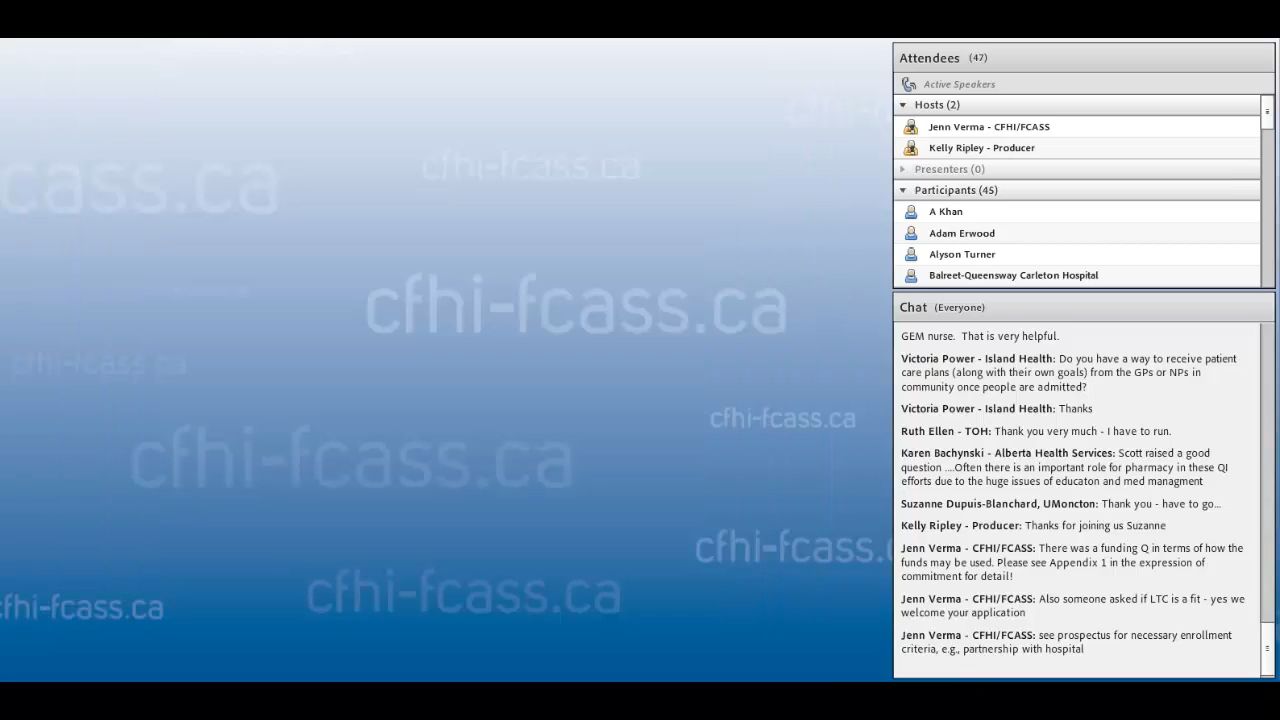 cfhi-fcass.ca
cass.ca
cfhi-fcass.ca
cfhi-fcass.ca
cfhi-fcass.ca
cfhi-fcass.ca
cfhi-fcass.ca
cfhi-fcass.ca
cfhi-fcass.ca
Attendees (47)
Active Speakers
Hosts (2)
Jenn Verma - CFHI/FCASS
Kelly Ripley - Producer
Presenters (0)
Participants (45)
A Khan
Adam Erwood
Alyson Turner
Balreet-Queensway Carleton Hospital
Chat (Everyone)
GEM nurse. That is very helpful.
Victoria Power - Island Health: Do you have a way to receive patient
care plans (along with their own goals) from the GPs or NPs in
community once people are admitted?
Victoria Power - Island Health: Thanks
Ruth Ellen - TOH: Thank you very much - I have to run.
Karen Bachynski - Alberta Health Services: Scott raised a good
question ....Often there is an important role for pharmacy in these QI
efforts due to the huge issues of educaton and med managment
Suzanne Dupuis-Blanchard, UMoncton: Thank you - have to go...
Kelly Ripley - Producer: Thanks for joining us Suzanne
Jenn Verma - CFHI/FCASS: There was a funding Q in terms of how the
funds may be used. Please see Appendix 1 in the expression of
commitment for detail!
Jenn Verma - CFHI/FCASS: Also someone asked if LTC is a fit - yes we
welcome your application
Jenn Verma - CFHI/FCASS: see prospectus for necessary enrollment
criteria, e.g., partnership with hospital